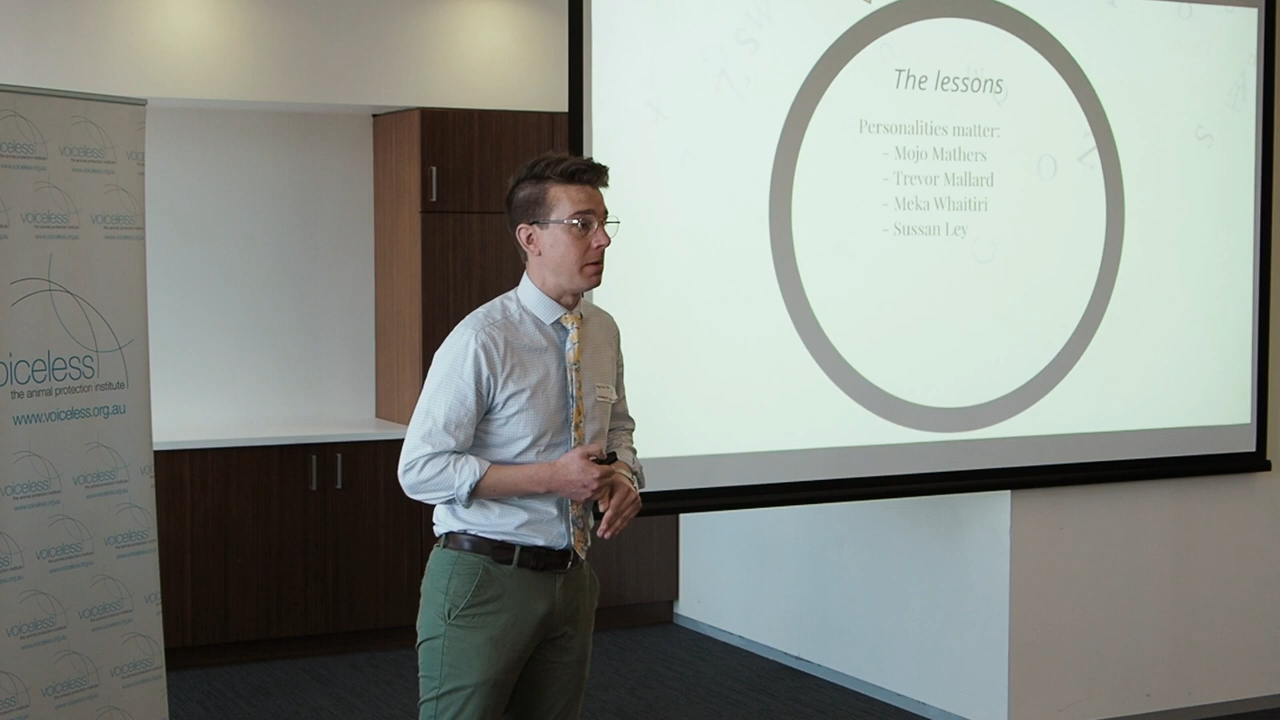 voiceless
the animal protection institute
www.voiceless.org.au
The lessons
Personalities matter:
- Mojo Mathers
- Trevor Mallard
- Meka Whaitiri
- Sussan Ley